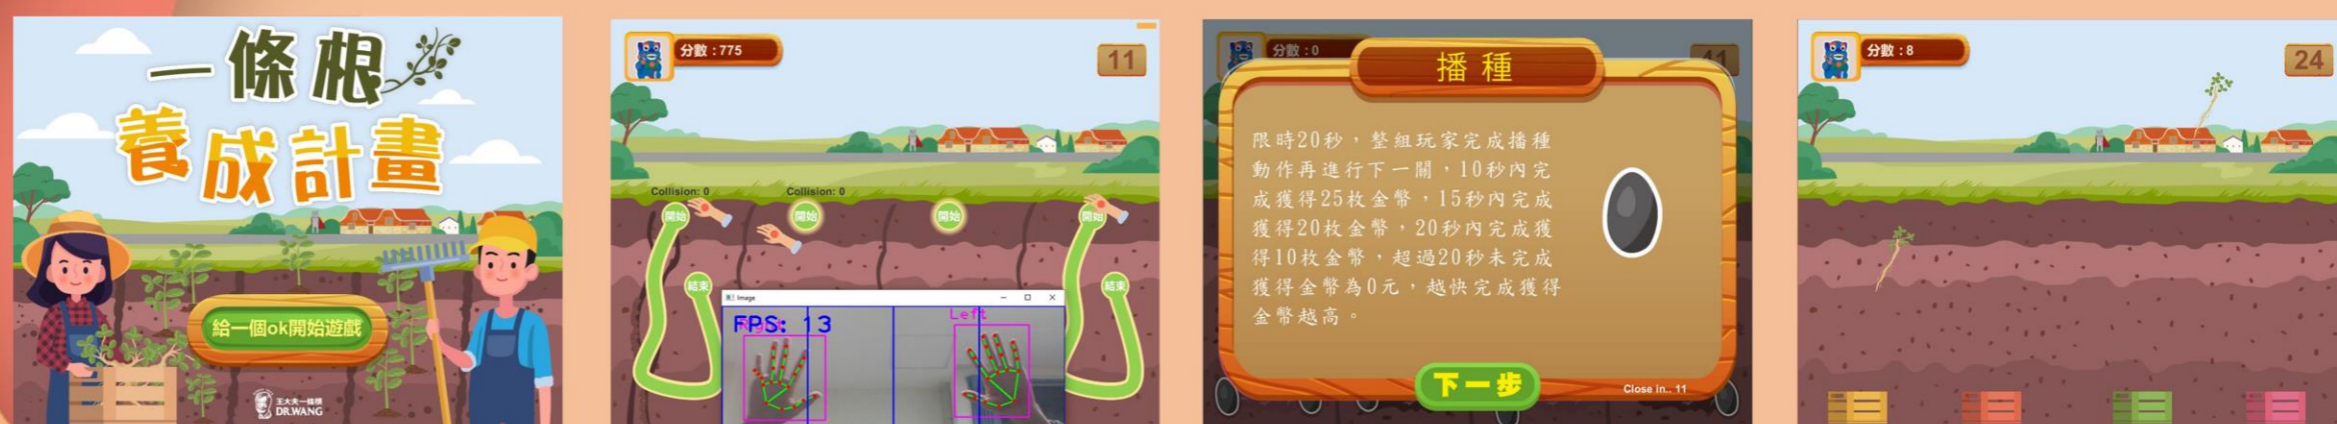 一條根
養成計畫
給一個ok開始遊戲
王大夫一條根
DR.WANG
分數：775
11
Collision: 0
Collision: 0
開始
開始
開始
開始
結束
結束
Image
FPS: 13
Left
分數：0
播種
限時20秒，整組玩家完成播種
動作再進行下一關，10秒內完
成獲得25枚金幣，15秒內完成
獲得20枚金幣，20秒內完成獲
得10枚金幣，超過20秒未完成
獲得金幣為0元，越快完成獲得
金幣越高。
下一步
Close in.. 11
分數：8
24